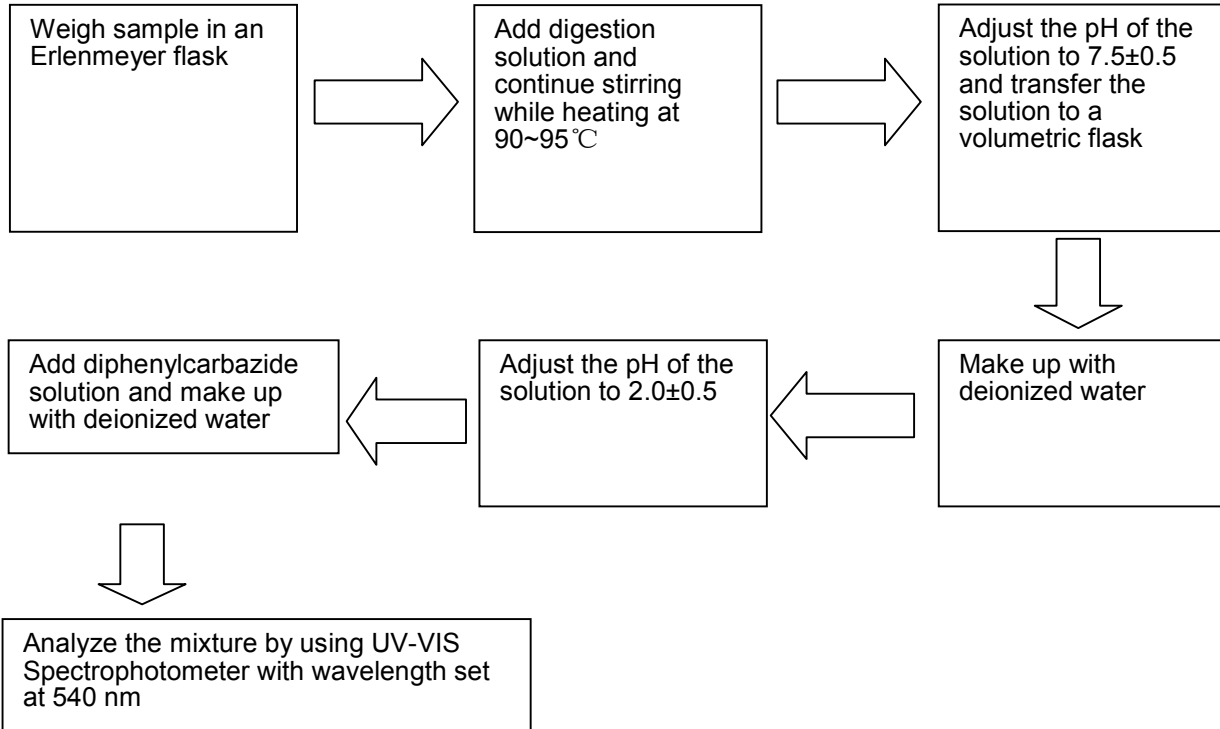 Weigh sample in an
Erlenmeyer flask
Add digestion
solution and
continue stirring
while heating at
90~95℃
Adjust the pH of the
solution to 7.5±0.5
and transfer the
solution to a
volumetric flask
Make up with
deionized water
Adjust the pH of the
solution to 2.0±0.5
Add diphenylcarbazide
solution and make up
with deionized water
Analyze the mixture by using UV-VIS
Spectrophotometer with wavelength set
at 540 nm